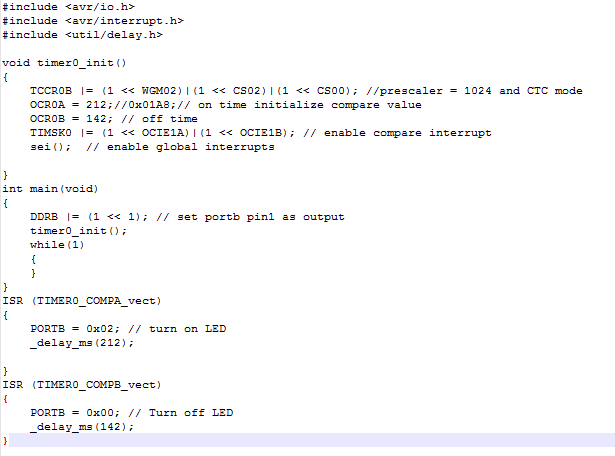 #include <avr/io.h>
#include <avr/interrupt.h>
#include <util/delay.h>

void timer0_init()
{
    TCCR0B |= (1 << WGM02)|(1 << CS02)|(1 << CS00); //prescaler = 1024 and CTC mode
    OCR0A = 212;//0x01A8;// on time initialize compare value
    OCR0B = 142; // off time
    TIMSK0 |= (1 << OCIE1A)|(1 << OCIE1B); // enable compare interrupt
    sei();  // enable global interrupts

}
int main(void)
{
    DDRB |= (1 << 1); // set portb pin1 as output
    timer0_init();
    while(1)
    {
    }
}
ISR (TIMER0_COMPA_vect)
{
    PORTB = 0x02; // turn on LED
    _delay_ms(212);

}
ISR (TIMER0_COMPB_vect)
{
    PORTB = 0x00; // Turn off LED
    _delay_ms(142);
}